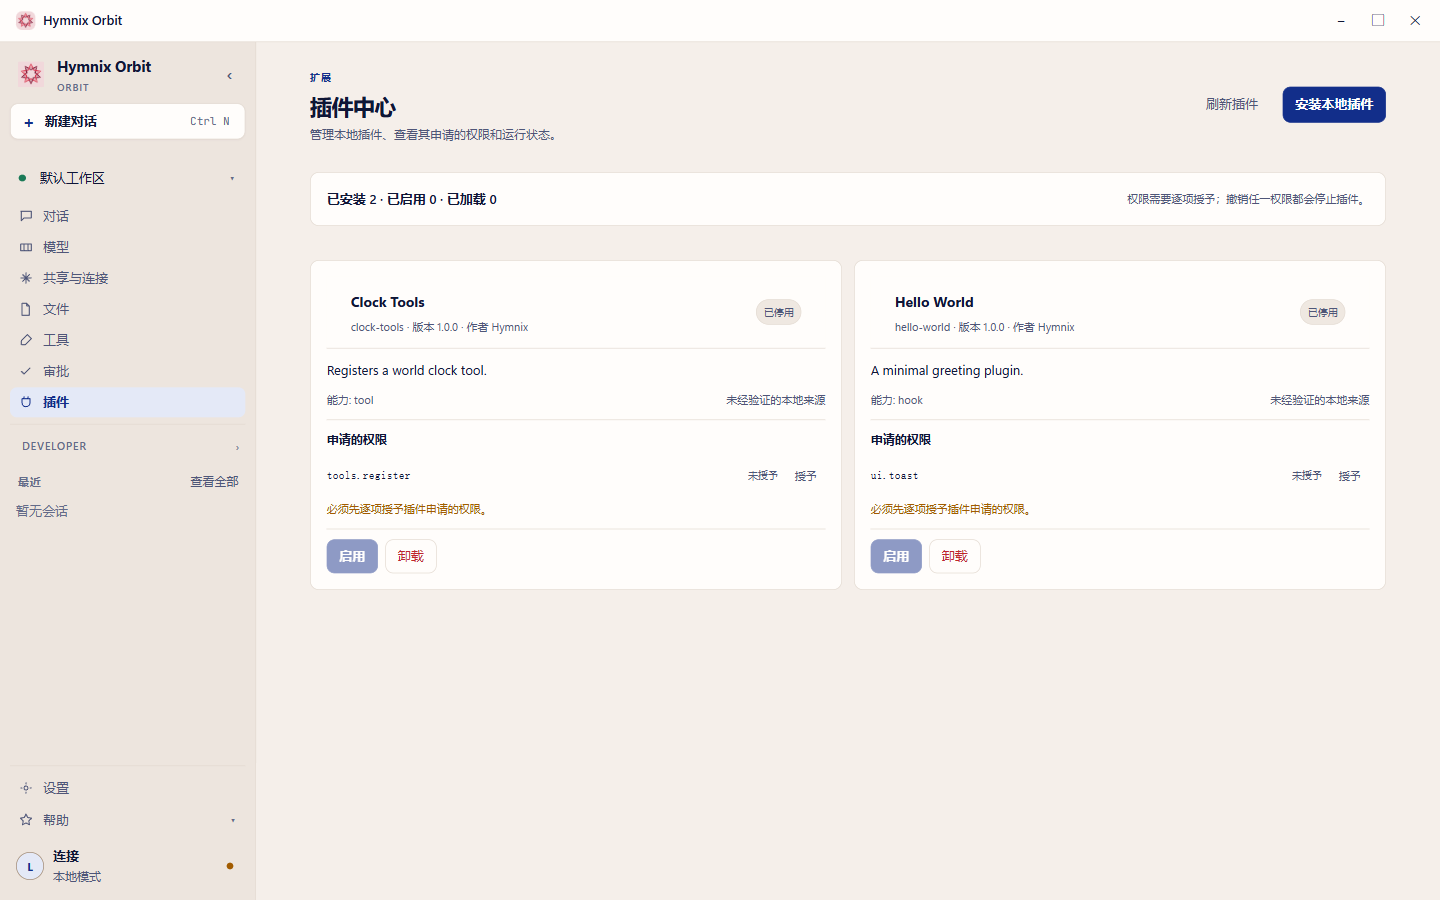 Hymnix Orbit
Hymnix Orbit
ORBIT
+ 新建对话 Ctrl N
默认工作区
对话
模型
共享与连接
文件
工具
审批
插件
DEVELOPER
最近 查看全部
暂无会话
设置
帮助
L
连接
本地模式
扩展
插件中心
管理本地插件、查看其申请的权限和运行状态。
刷新插件 安装本地插件
已安装 2 · 已启用 0 · 已加载 0
权限需要逐项授予；撤销任一权限都会停止插件。
Clock Tools
clock-tools · 版本 1.0.0 · 作者 Hymnix
已停用
Registers a world clock tool.
能力: tool 未经验证的本地来源
申请的权限
tools.register 未授予 授予
必须先逐项授予插件申请的权限。
启用 卸载
Hello World
hello-world · 版本 1.0.0 · 作者 Hymnix
已停用
A minimal greeting plugin.
能力: hook 未经验证的本地来源
申请的权限
ui.toast 未授予 授予
必须先逐项授予插件申请的权限。
启用 卸载